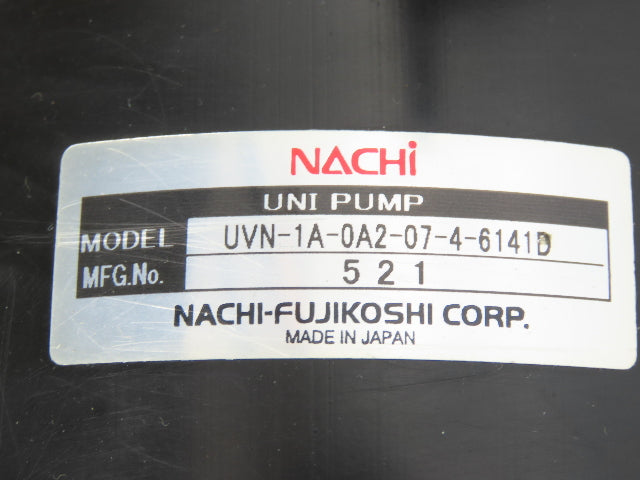 NACHi
UNI PUMP
MODEL UVN-1A-0A2-07-4-6141D
MFG.No. 521
NACHI-FUJIKOSHI CORP.
MADE IN JAPAN